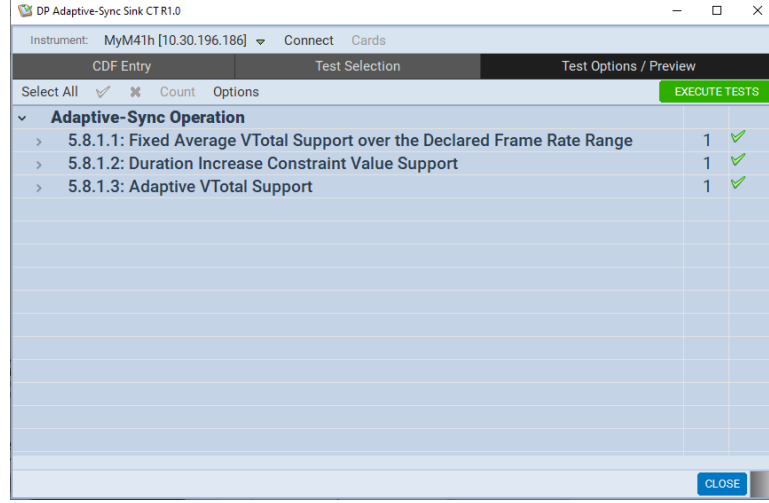 DP Adaptive-Sync Sink CT R1.0
Instrument: MyM41h [10.30.196.186] Connect Cards
CDF Entry Test Selection Test Options / Preview
Select All Count Options EXECUTE TESTS
Adaptive-Sync Operation
5.8.1.1: Fixed Average VTotal Support over the Declared Frame Rate Range 1
5.8.1.2: Duration Increase Constraint Value Support 1
5.8.1.3: Adaptive VTotal Support 1
CLOSE